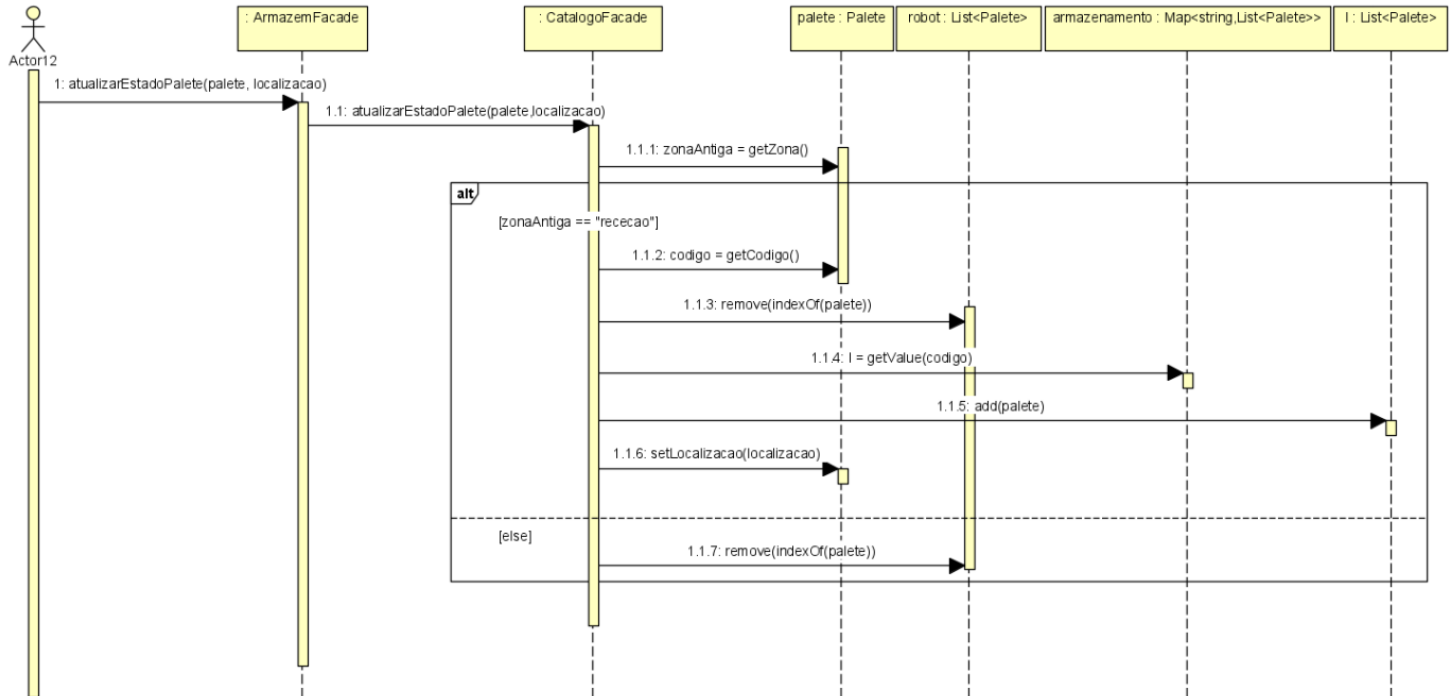 : ArmazemFacade
: CatalogoFacade
palete : Palete
robot : List<Palete>
armazenamento : Map<string,List<Palete>>
l : List<Palete>
Actor12
1: atualizarEstadoPalete(palete, localizacao)
1.1: atualizarEstadoPalete(palete,localizacao)
1.1.1: zonaAntiga = getZona()
alt
[zonaAntiga == "rececao"]
1.1.2: codigo = getCodigo()
1.1.3: remove(indexOf(palete))
1.1.4: l = getValue(codigo)
1.1.5: add(palete)
1.1.6: setLocalizacao(localizacao)
[else]
1.1.7: remove(indexOf(palete))